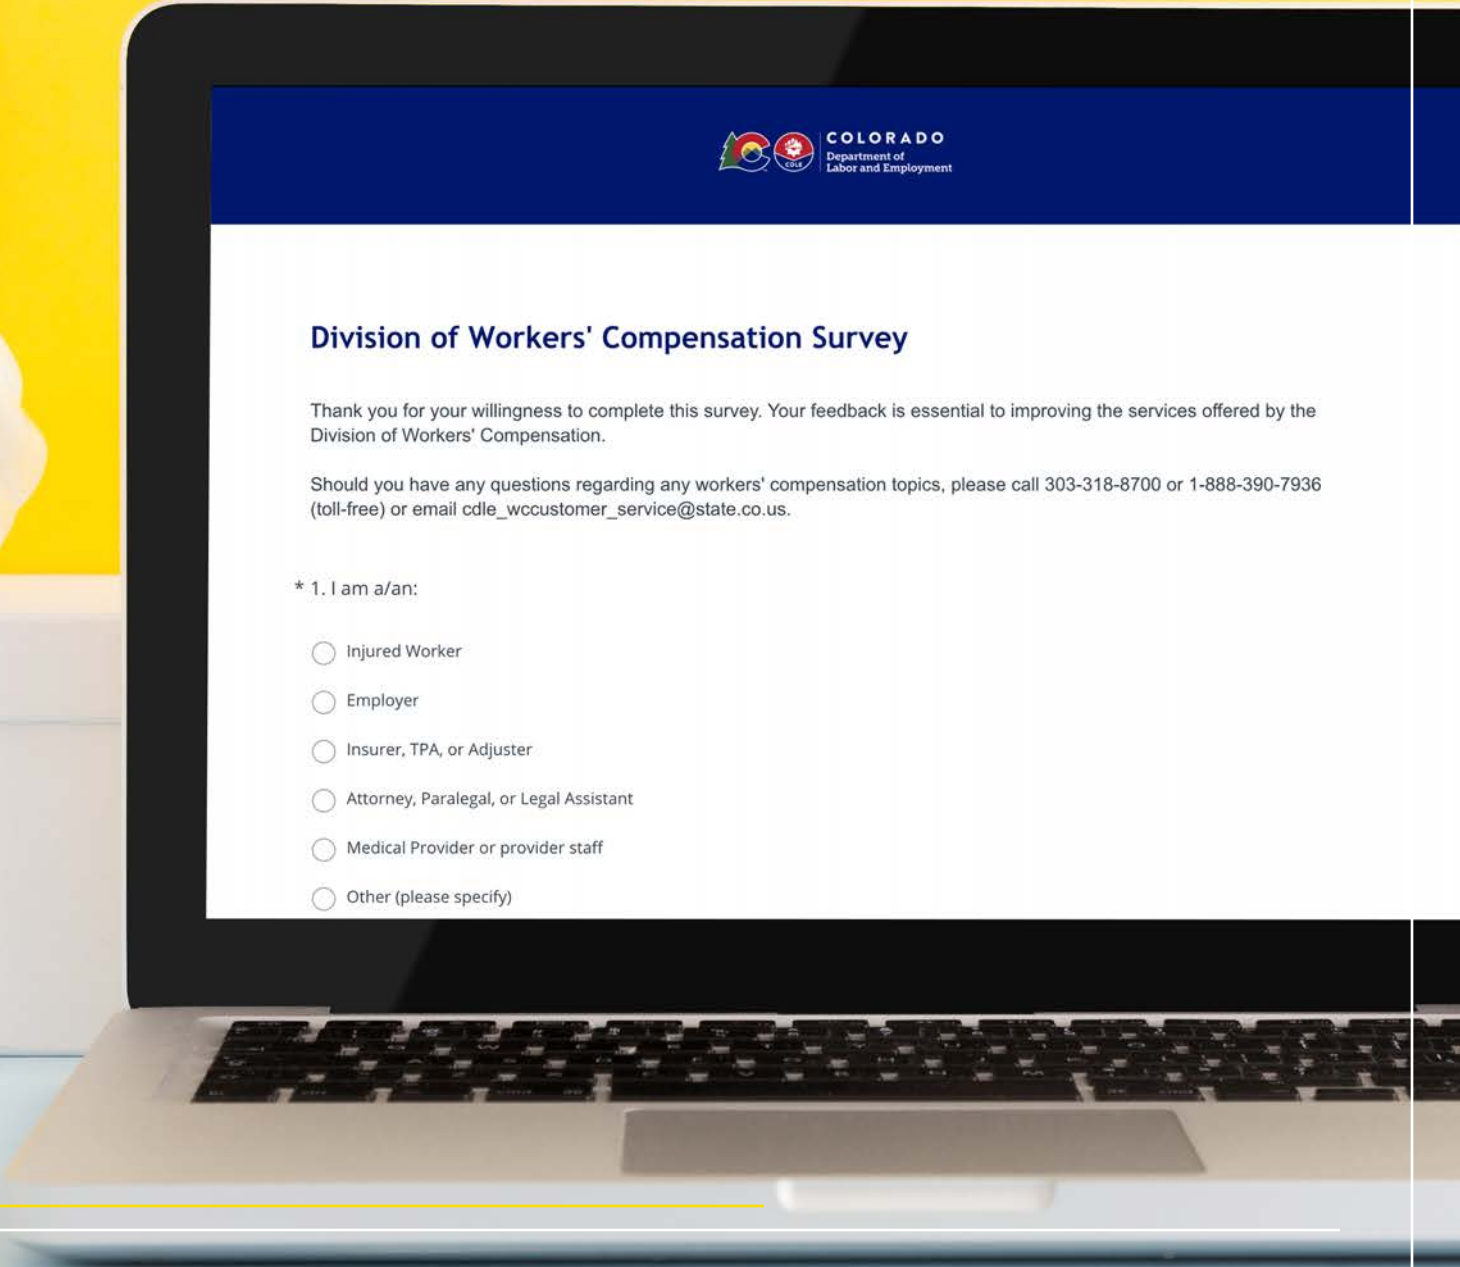 COLORADO
Department of
Labor and Employment
CDLE
Division of Workers' Compensation Survey
Thank you for your willingness to complete this survey. Your feedback is essential to improving the services offered by the
Division of Workers' Compensation.
Should you have any questions regarding any workers' compensation topics, please call 303-318-8700 or 1-888-390-7936
(toll-free) or email cdle_wccustomer_service@state.co.us.
* 1. I am a/an:
Injured Worker
Employer
Insurer, TPA, or Adjuster
Attorney, Paralegal, or Legal Assistant
Medical Provider or provider staff
Other (please specify)